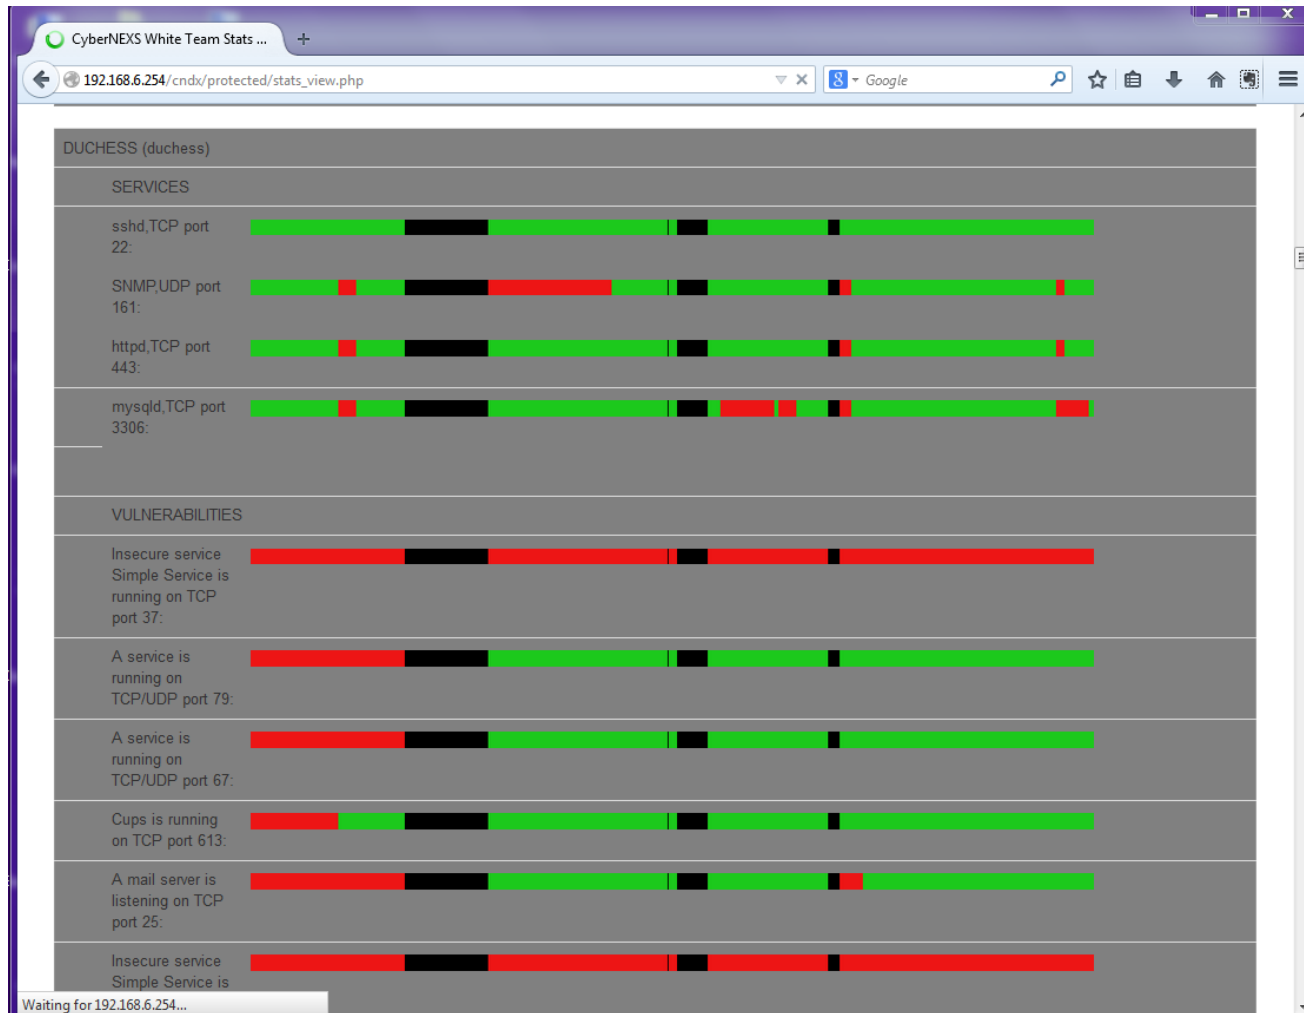 CyberNEXS White Team Stats ...
192.168.6.254/cndx/protected/stats_view.php
Google
DUCHESS (duchess)
SERVICES
sshd,TCP port
22:
SNMP,UDP port
161:
httpd,TCP port
443:
mysqld,TCP port
3306:
VULNERABILITIES
Insecure service
Simple Service is
running on TCP
port 37:
A service is
running on
TCP/UDP port 79:
A service is
running on
TCP/UDP port 67:
Cups is running
on TCP port 613:
A mail server is
listening on TCP
port 25:
Insecure service
Simple Service is
Waiting for 192.168.6.254...